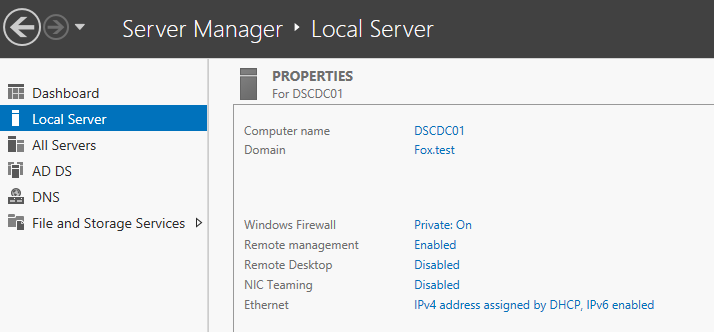 Server Manager ▸ Local Server
Dashboard
Local Server
All Servers
AD DS
DNS
File and Storage Services
PROPERTIES
For DSCDC01
Computer name DSCDC01
Domain Fox.test
Windows Firewall Private: On
Remote management Enabled
Remote Desktop Disabled
NIC Teaming Disabled
Ethernet IPv4 address assigned by DHCP, IPv6 enabled